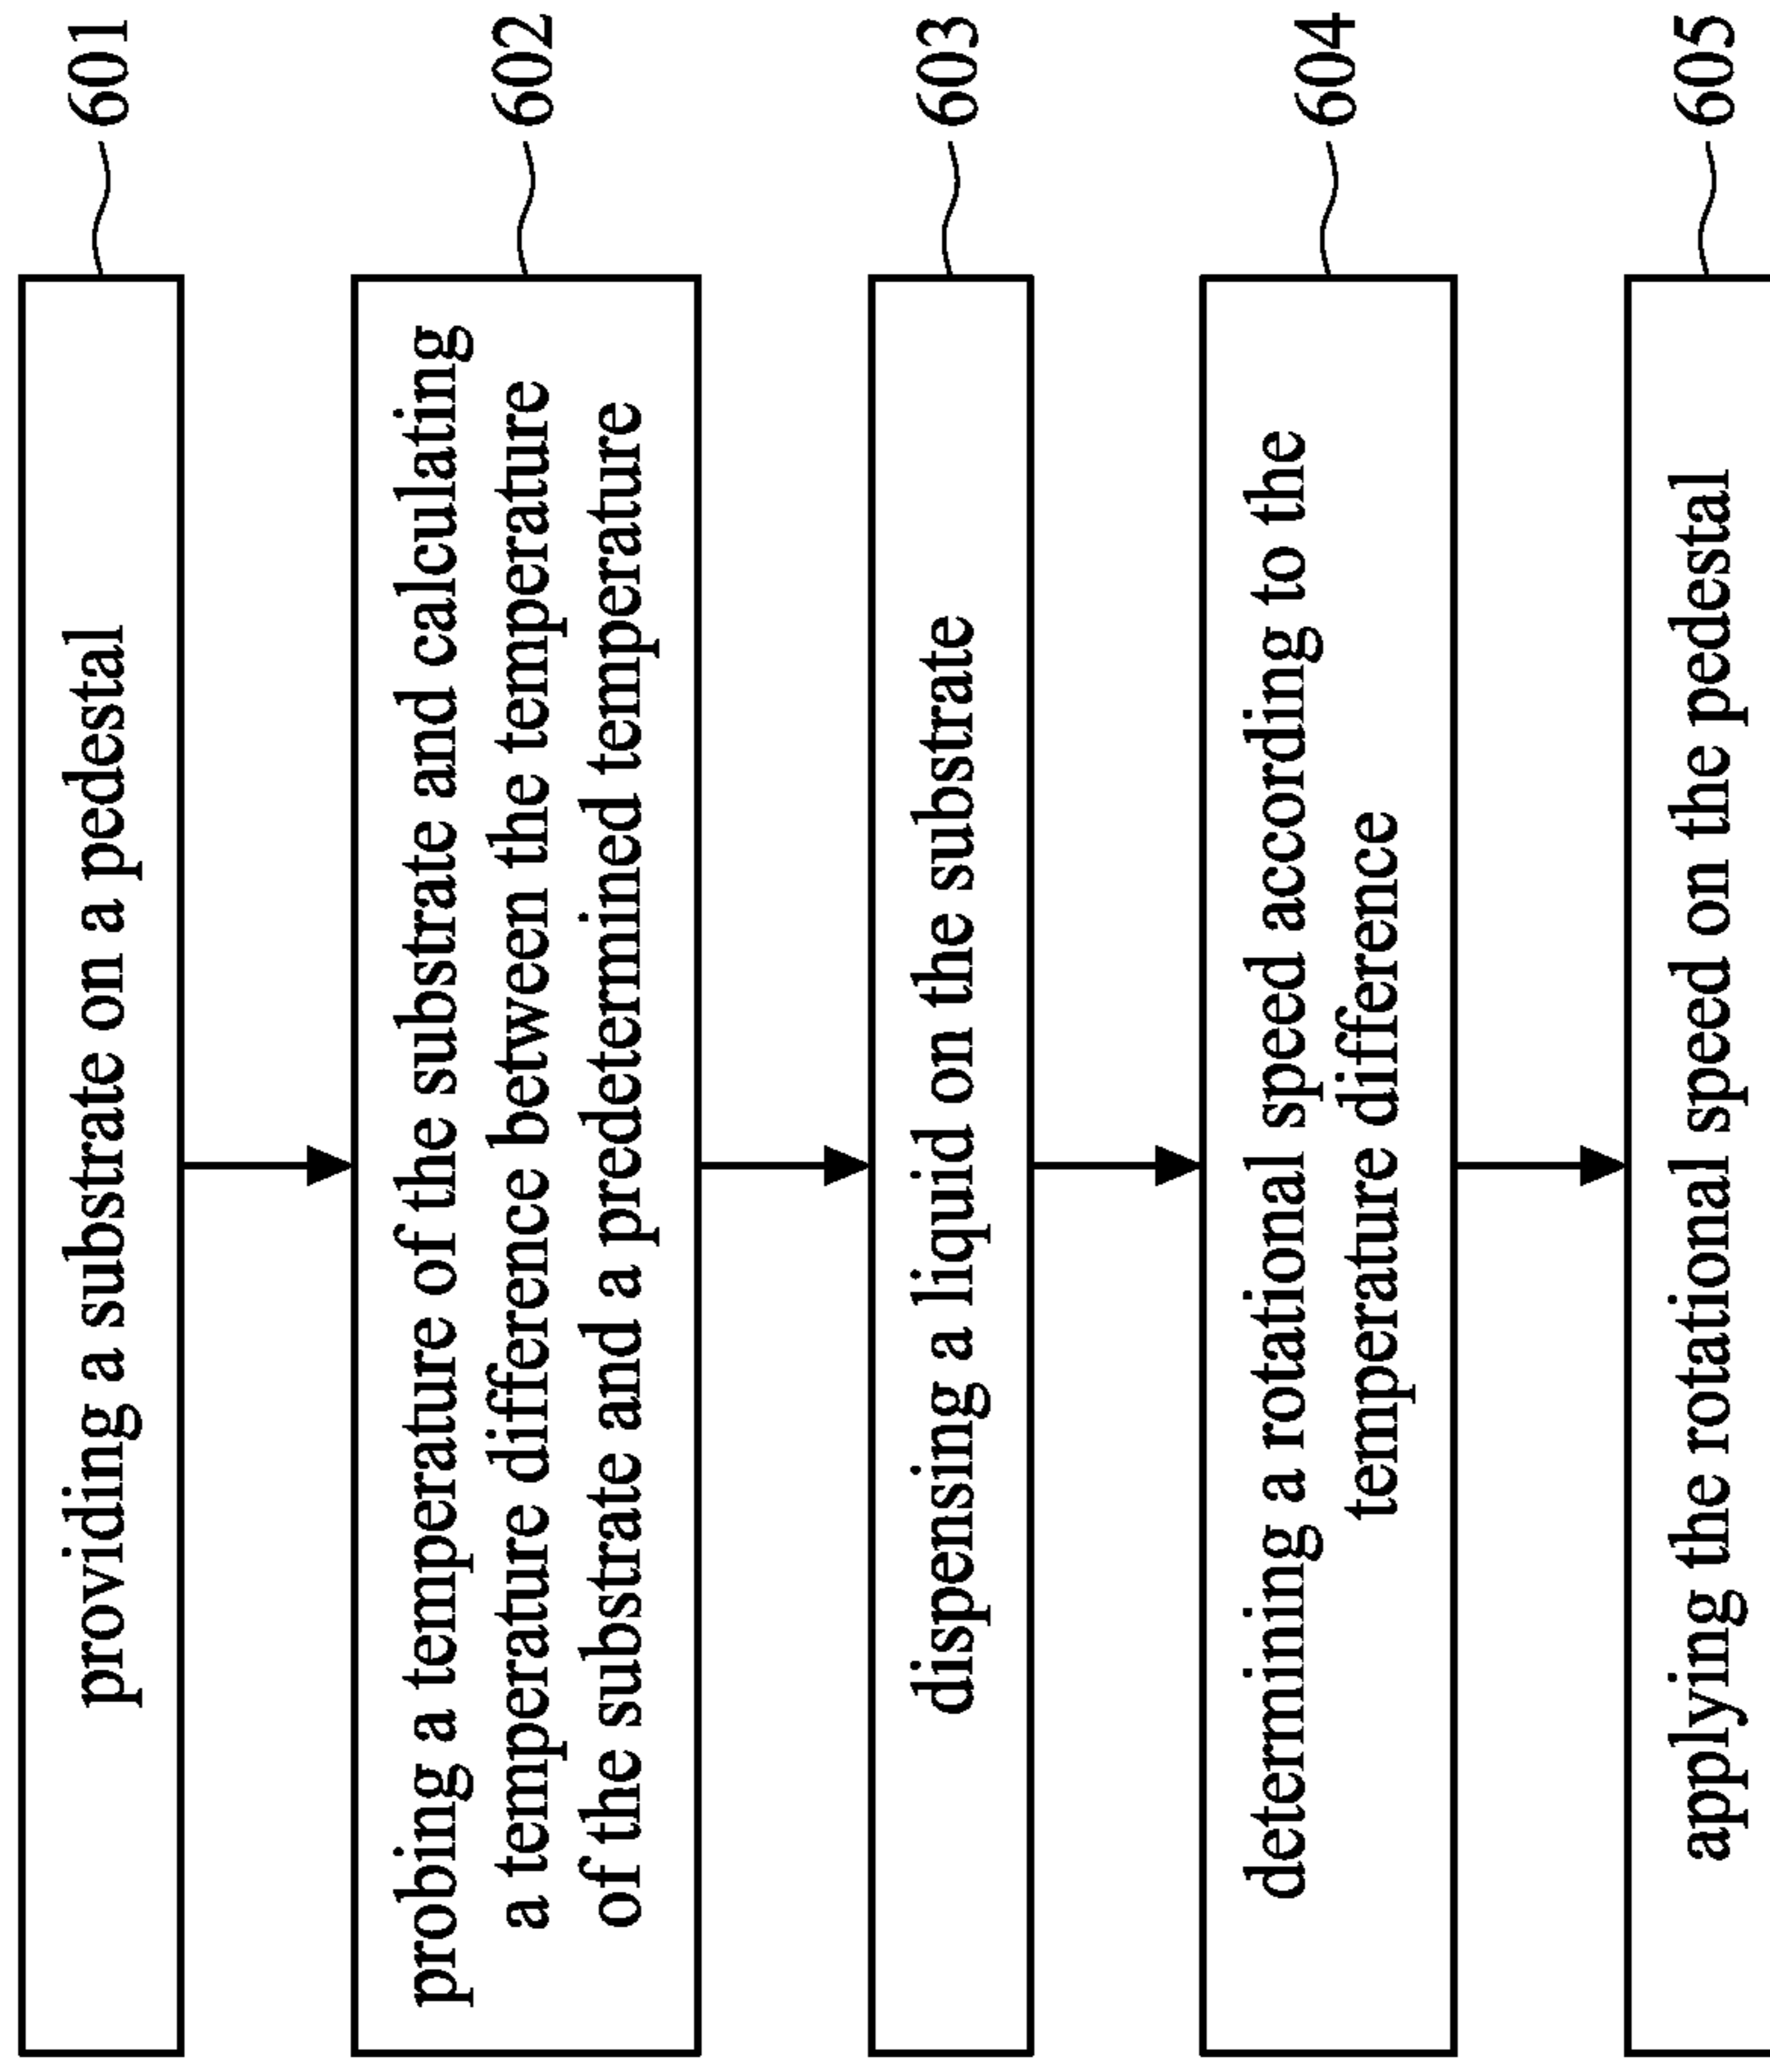 providing a substrate on a pedestal
601
probing a temperature of the substrate and calculating
a temperature difference between the temperature
of the substrate and a predetermined temperature
602
dispensing a liquid on the substrate
603
determining a rotational speed according to the
temperature difference
604
applying the rotational speed on the pedestal
605